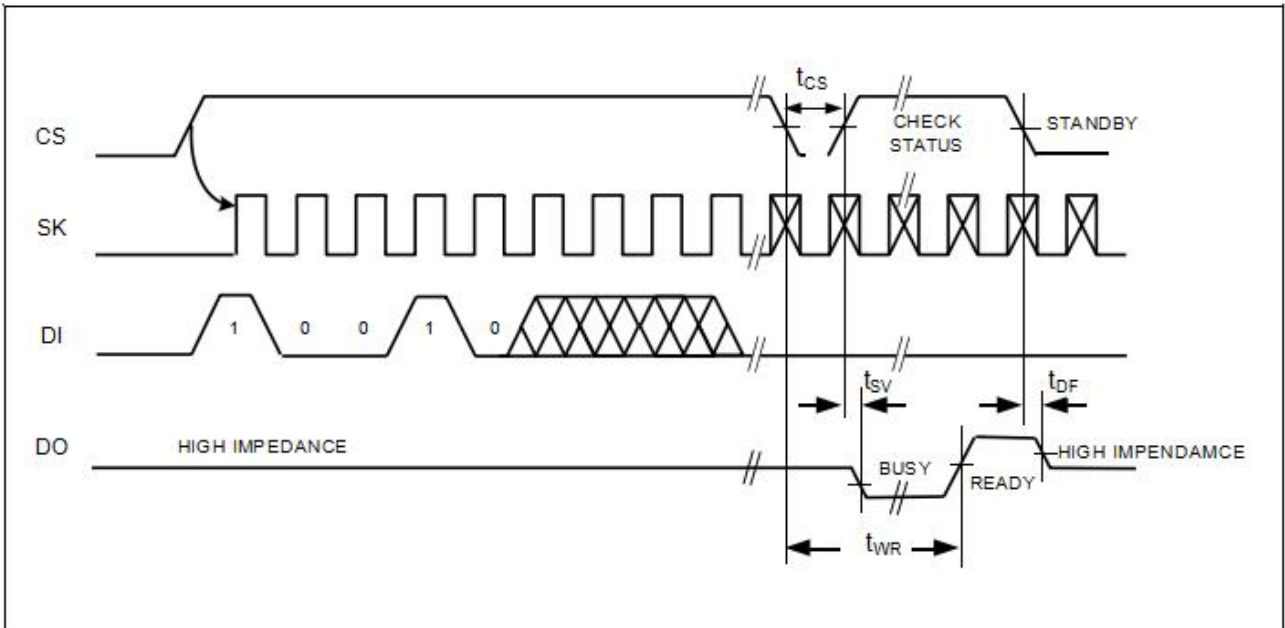 tCS
CS
CHECK
STATUS
STANDBY
SK
DI
1 0 0 1 0
tSV
tDF
DO
HIGH IMPEDANCE
BUSY
READY
HIGH IMPENDAMCE
tWR